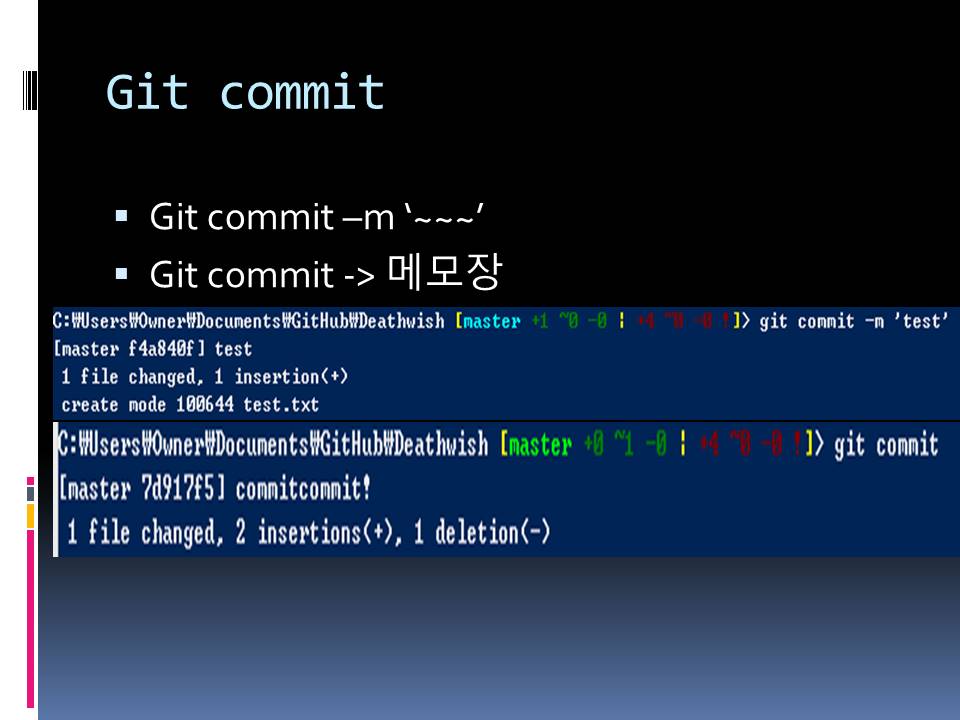 Git commit
Git commit –m ‘~~~’
Git commit -> 메모장
C:₩Users₩Owner₩Documents₩GitHub₩Deathwish [master +1 ~0 -0 | +4 ~0 -0 !]> git commit -m 'test'
[master f4a840f] test
1 file changed, 1 insertion(+)
create mode 100644 test.txt
C:₩Users₩Owner₩Documents₩GitHub₩Deathwish [master +0 ~1 -0 | +4 ~0 -0 !]> git commit
[master 7d917f5] commitcommit!
1 file changed, 2 insertions(+), 1 deletion(-)